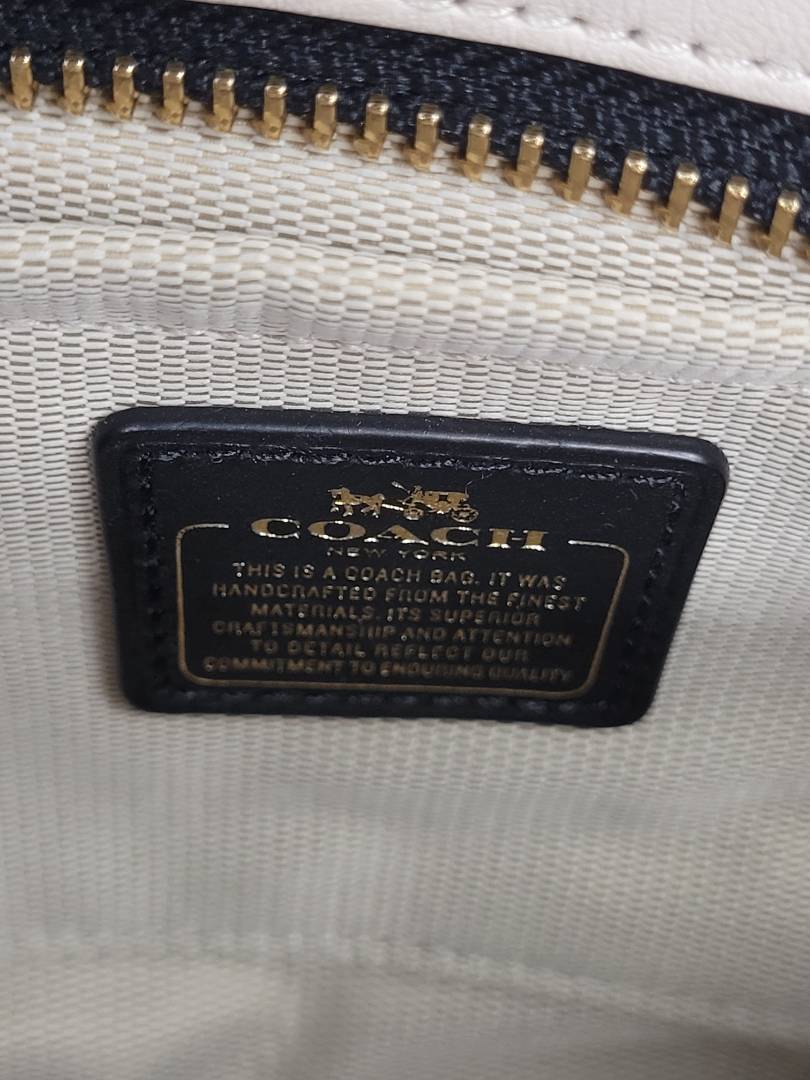 COACH
NEW YORK
THIS IS A COACH BAG. IT WAS
HANDCRAFTED FROM THE FINEST
MATERIALS. ITS SUPERIOR
CRAFTSMANSHIP AND ATTENTION
TO DETAIL REFLECT OUR
COMMITMENT TO ENDURING QUALITY.